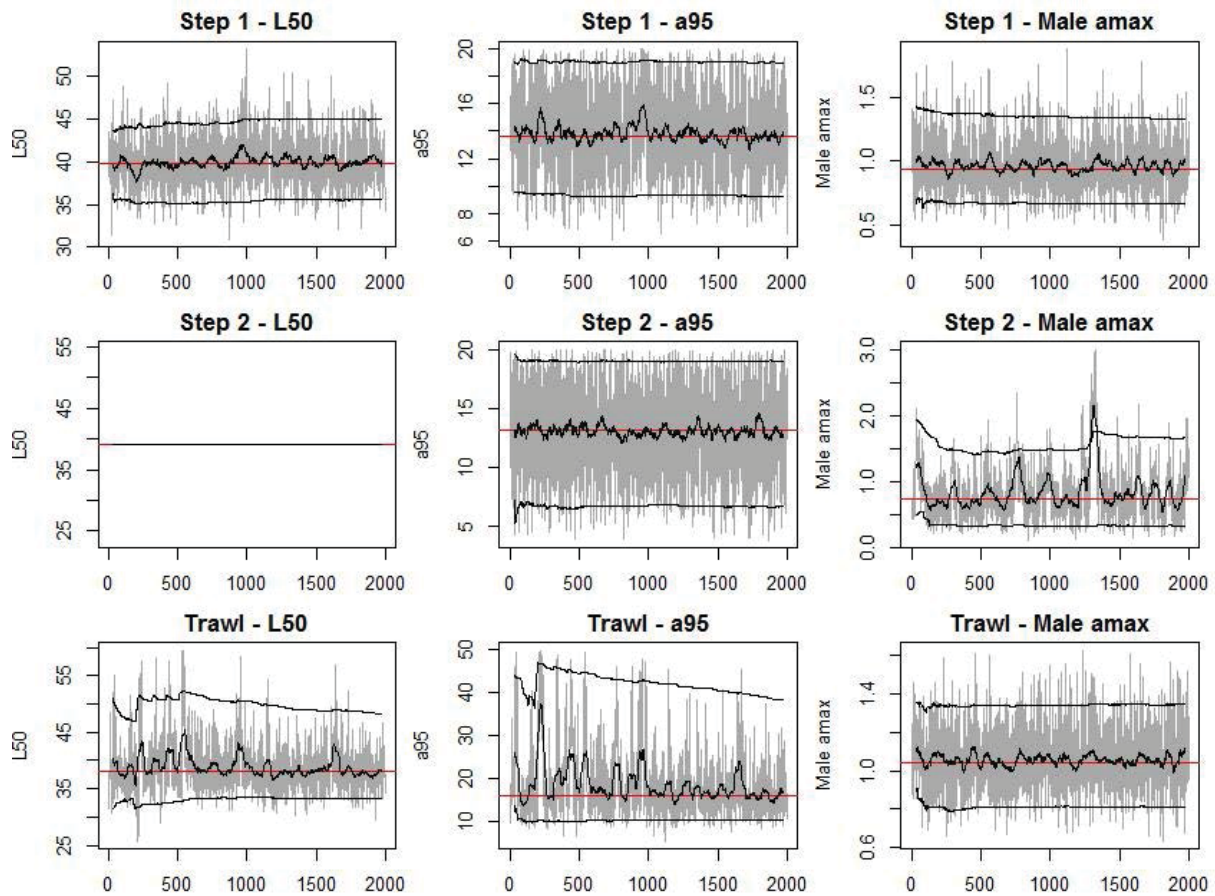 Step 1 - L50
Step 1 - a95
Step 1 - Male amax
L50
30 35 40 45 50
a95
6 8 10 12 14 16 18 20
Male amax
0.5 1.0 1.5
0 500 1000 1500 2000
0 500 1000 1500 2000
0 500 1000 1500 2000
Step 2 - L50
Step 2 - a95
Step 2 - Male amax
L50
25 35 45 55
a95
5 10 15 20
Male amax
0.0 1.0 2.0 3.0
0 500 1000 1500 2000
0 500 1000 1500 2000
0 500 1000 1500 2000
Trawl - L50
Trawl - a95
Trawl - Male amax
L50
25 35 45 55
a95
10 20 30 40 50
Male amax
0.6 1.0 1.4
0 500 1000 1500 2000
0 500 1000 1500 2000
0 500 1000 1500 2000